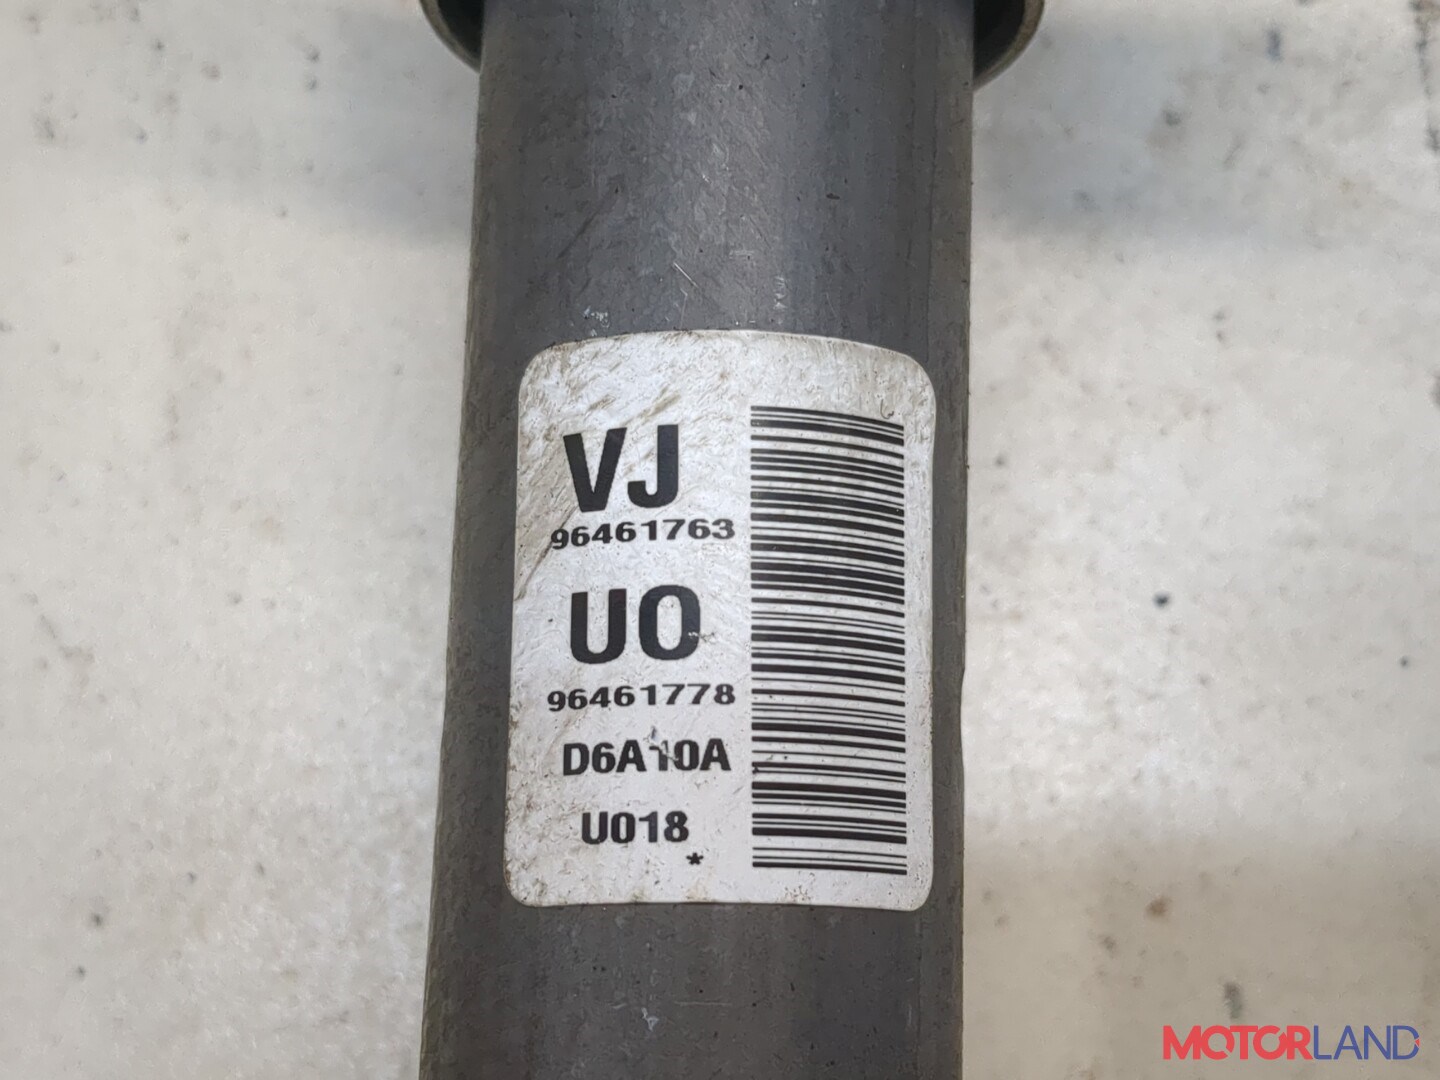 VJ
96461763
UO
96461778
D6A10A
U018
*
MOTORLAND